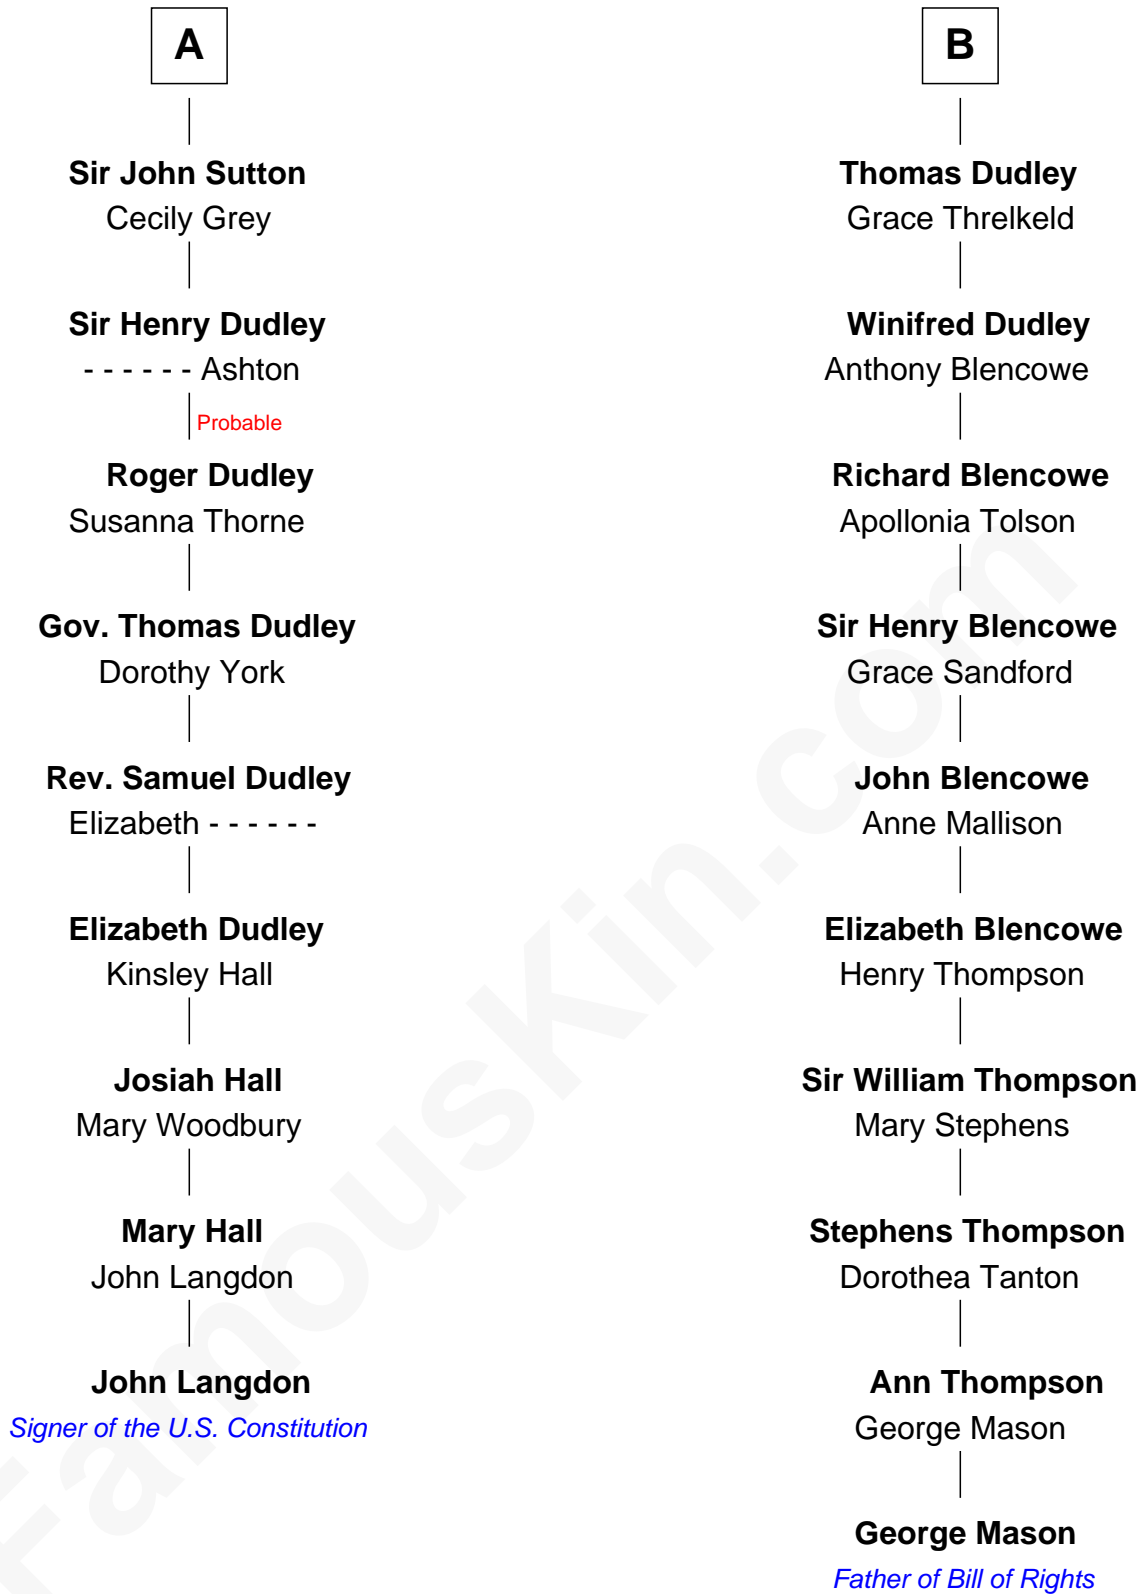 A
Sir John Sutton
Cecily Grey
Sir Henry Dudley
- - - - - - Ashton
Probable
Roger Dudley
Susanna Thorne
Gov. Thomas Dudley
Dorothy York
Rev. Samuel Dudley
Elizabeth - - - - - -
Elizabeth Dudley
Kinsley Hall
Josiah Hall
Mary Woodbury
Mary Hall
John Langdon
John Langdon
Signer of the U.S. Constitution
B
Thomas Dudley
Grace Threlkeld
Winifred Dudley
Anthony Blencowe
Richard Blencowe
Apollonia Tolson
Sir Henry Blencowe
Grace Sandford
John Blencowe
Anne Mallison
Elizabeth Blencowe
Henry Thompson
Sir William Thompson
Mary Stephens
Stephens Thompson
Dorothea Tanton
Ann Thompson
George Mason
George Mason
Father of Bill of Rights
FamousKin.com